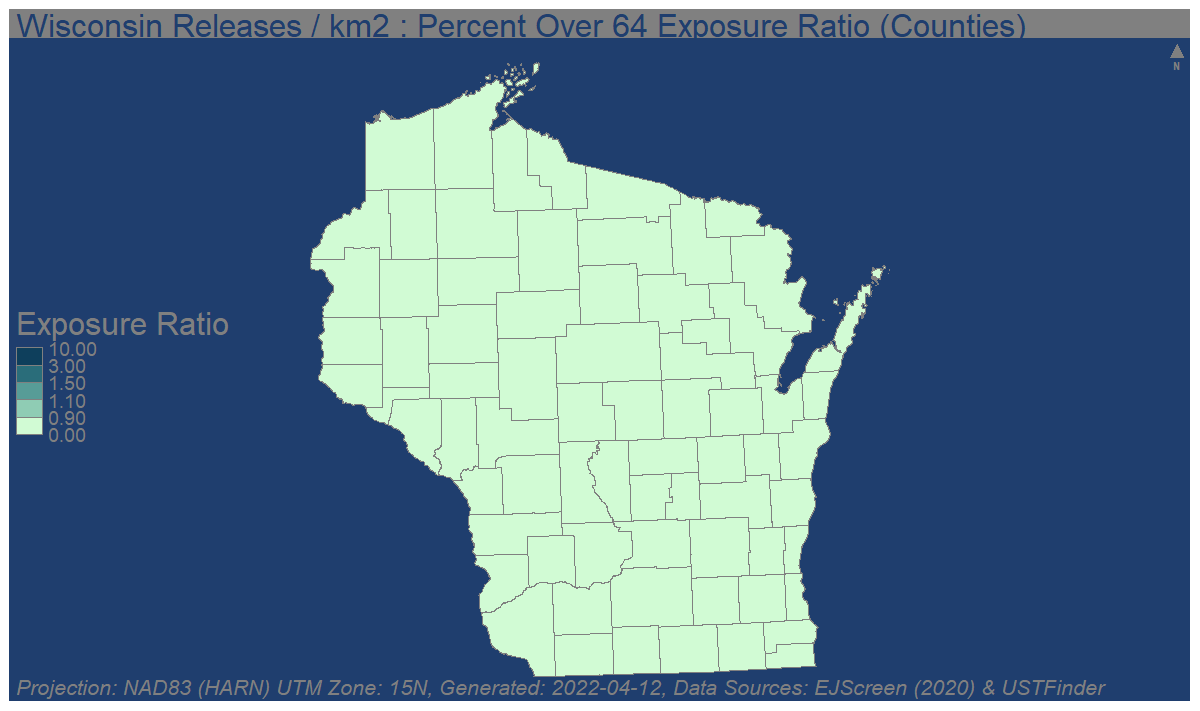 Wisconsin Releases / km2 : Percent Over 64 Exposure Ratio (Counties)
N
Exposure Ratio
10.00
3.00
1.50
1.10
0.90
0.00
Projection: NAD83 (HARN) UTM Zone: 15N, Generated: 2022-04-12, Data Sources: EJScreen (2020) & USTFinder